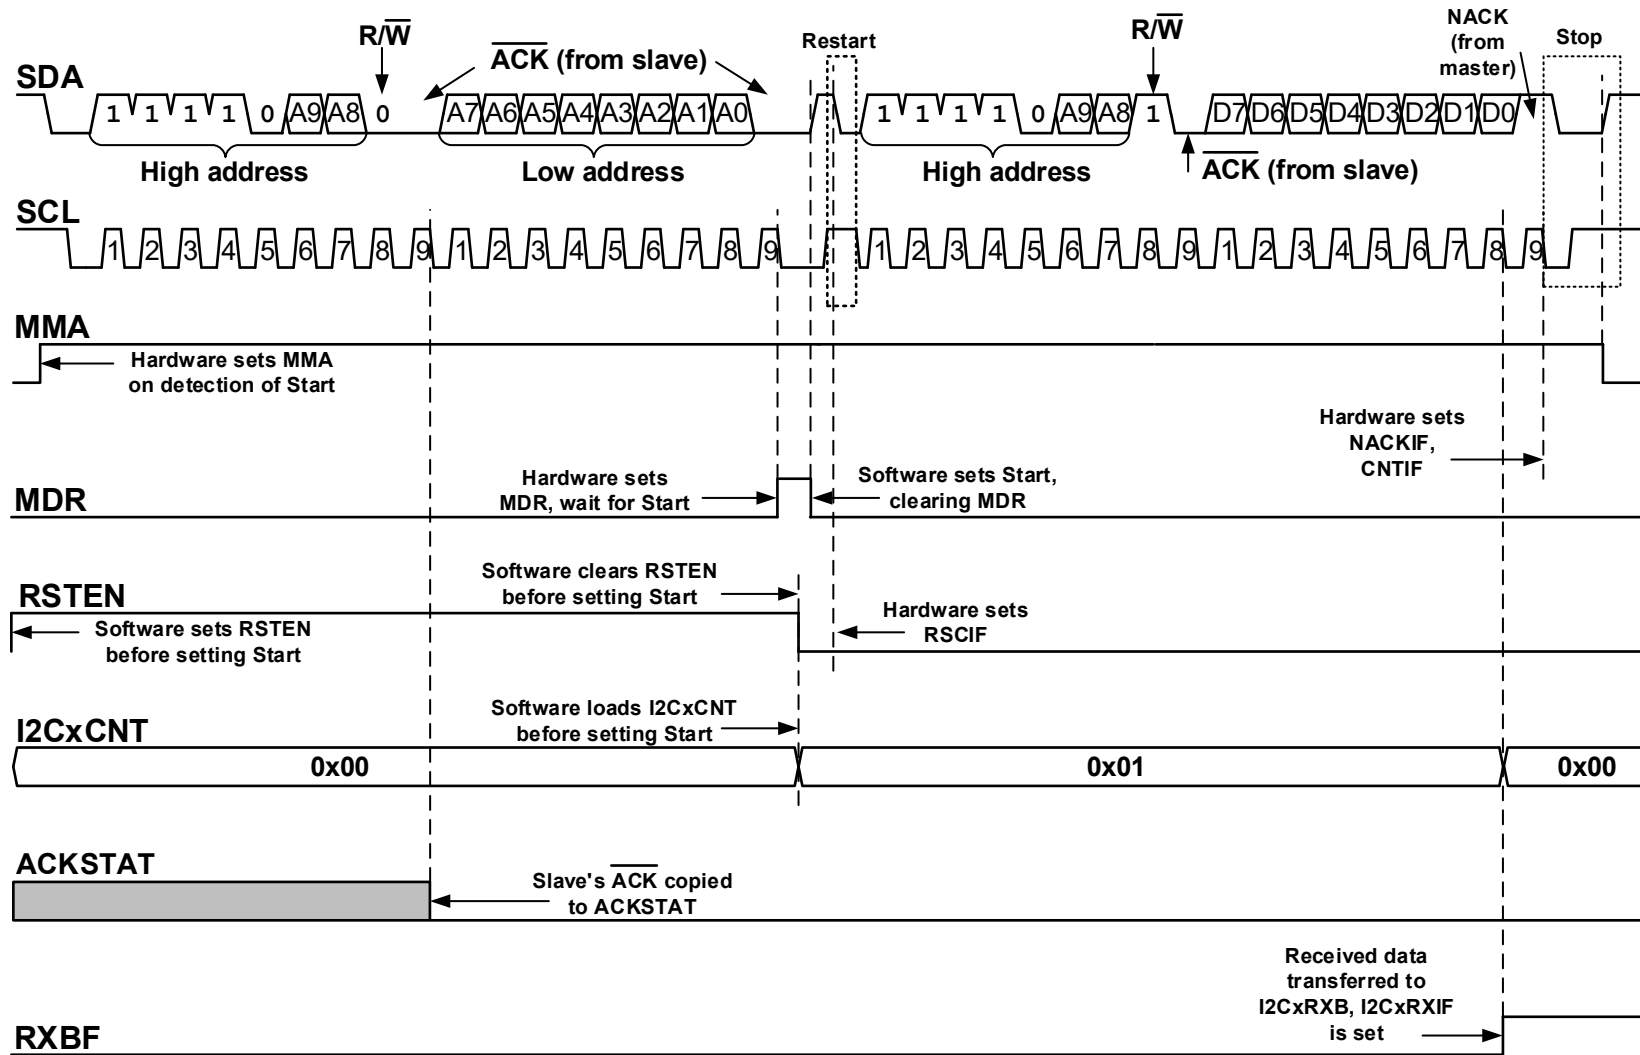 R/W
ACK (from slave)
Restart
R/W
NACK
(from
master)
Stop
SDA
1 1 1 1 0 A9 A8 0 A7 A6 A5 A4 A3 A2 A1 A0 1 1 1 1 0 A9 A8 1 D7 D6 D5 D4 D3 D2 D1 D0
High address
Low address
High address
ACK (from slave)
SCL
1 2 3 4 5 6 7 8 9 1 2 3 4 5 6 7 8 9 1 2 3 4 5 6 7 8 9 1 2 3 4 5 6 7 8 9
MMA
Hardware sets MMA
on detection of Start
Hardware sets
NACKIF,
CNTIF
MDR
Hardware sets
MDR, wait for Start
Software sets Start,
clearing MDR
RSTEN
Software sets RSTEN
before setting Start
Software clears RSTEN
before setting Start
Hardware sets
RSCIF
I2CxCNT
Software loads I2CxCNT
before setting Start
0x00 0x01 0x00
ACKSTAT
Slave's ACK copied
to ACKSTAT
Received data
transferred to
I2CxRXB, I2CxRXIF
is set
RXBF